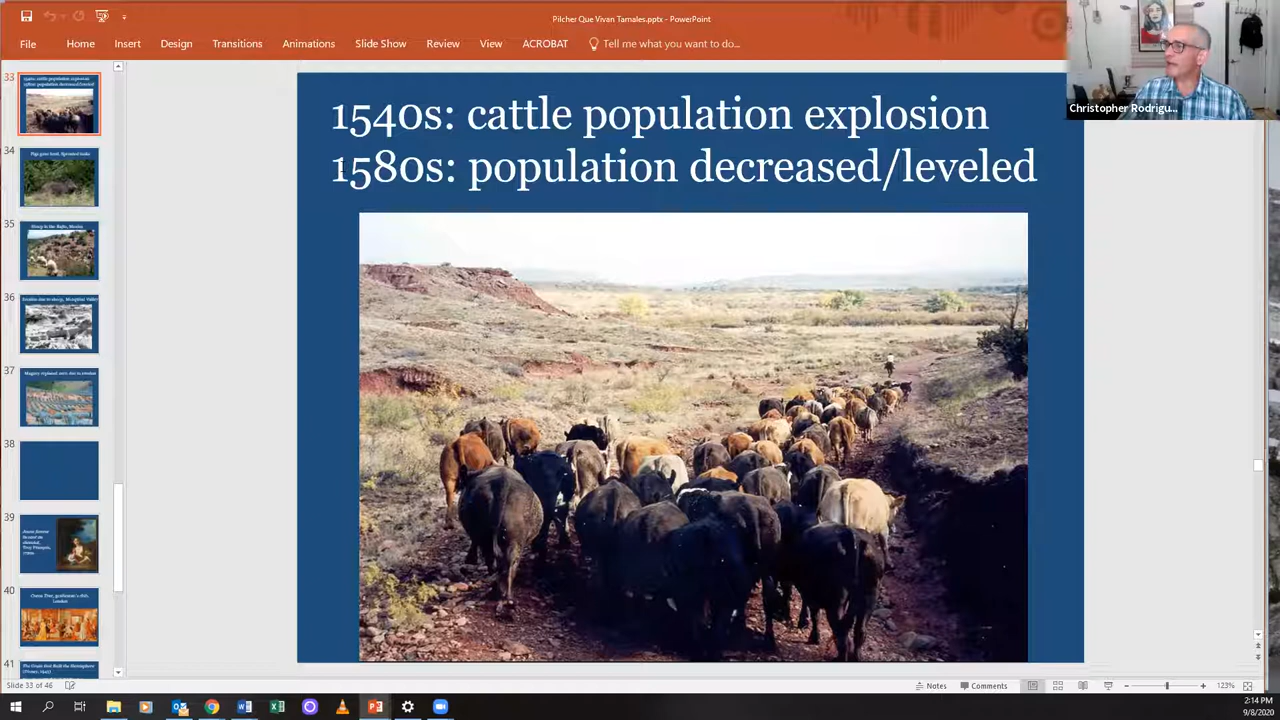 Pilcher Que Vivan Tamales.pptx - PowerPoint
File Home Insert Design Transitions Animations Slide Show Review View ACROBAT Tell me what you want to do...
Christopher Rodrigu...
1540s: cattle population explosion
1580s: population decreased/leveled
33
34
35
36
37
38
39
40
41
Slide 33 of 46
Notes Comments 123%
2:14 PM
9/8/2020